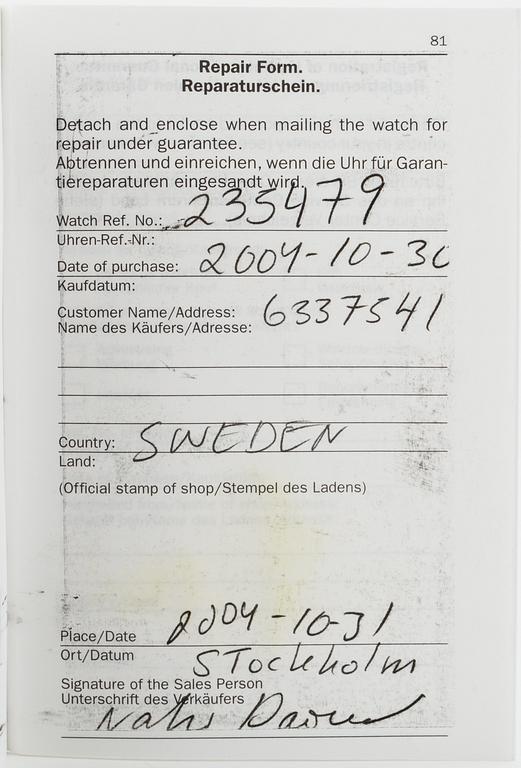 81
Repair Form.
Reparaturschein.
Detach and enclose when mailing the watch for
repair under guarantee.
Abtrennen und einreichen, wenn die Uhr für Garan-
tiereparaturen eingesandt wird.
Watch Ref. No.: 235479
Uhren-Ref.-Nr.:
Date of purchase: 2004-10-30
Kaufdatum:
Customer Name/Address: 6337541
Name des Käufers/Adresse:
Country: SWEDEN
Land:
(Official stamp of shop/Stempel des Ladens)
Place/Date 2004-10-31
Ort/Datum STockholm
Signature of the Sales Person
Unterschrift des Verkäufers